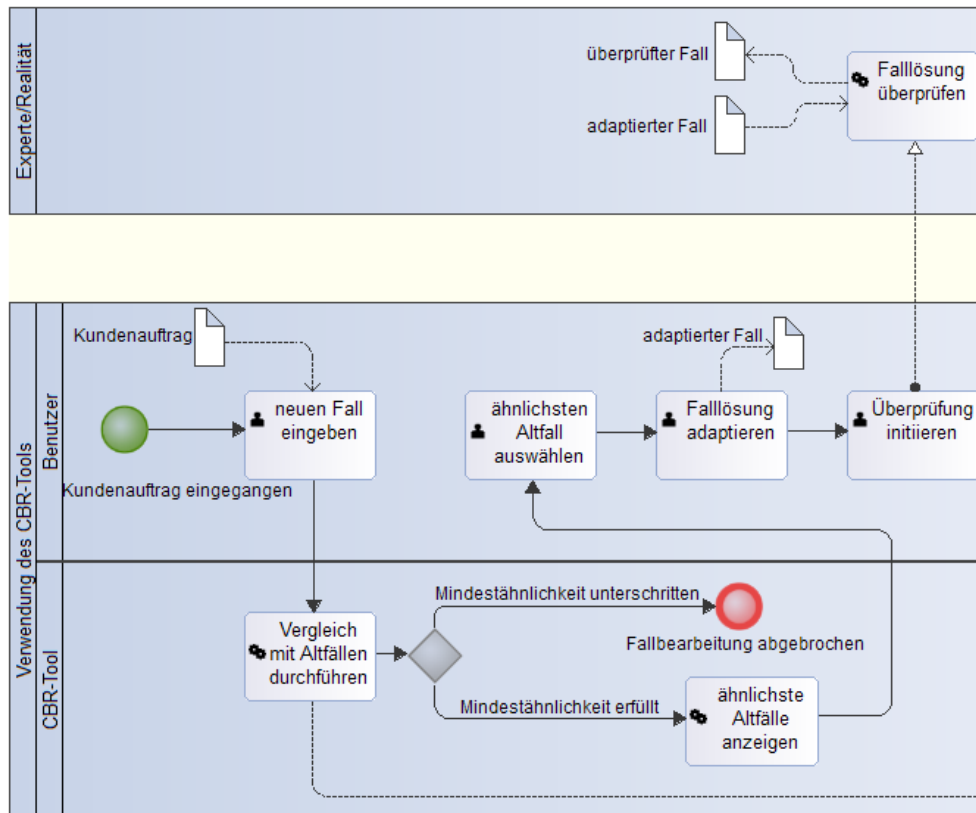 Experte/Realität
überprüfter Fall
adaptierter Fall
Falllösung
überprüfen
Verwendung des CBR-Tools
Benutzer
Kundenauftrag
Kundenauftrag eingegangen
neuen Fall
eingeben
ähnlichsten
Altfall
auswählen
adaptierter Fall
Falllösung
adaptieren
Überprüfung
initiieren
CBR-Tool
Vergleich
mit Altfällen
durchführen
Mindestähnlichkeit unterschritten
Fallbearbeitung abgebrochen
Mindestähnlichkeit erfüllt
ähnlichste
Altfälle
anzeigen